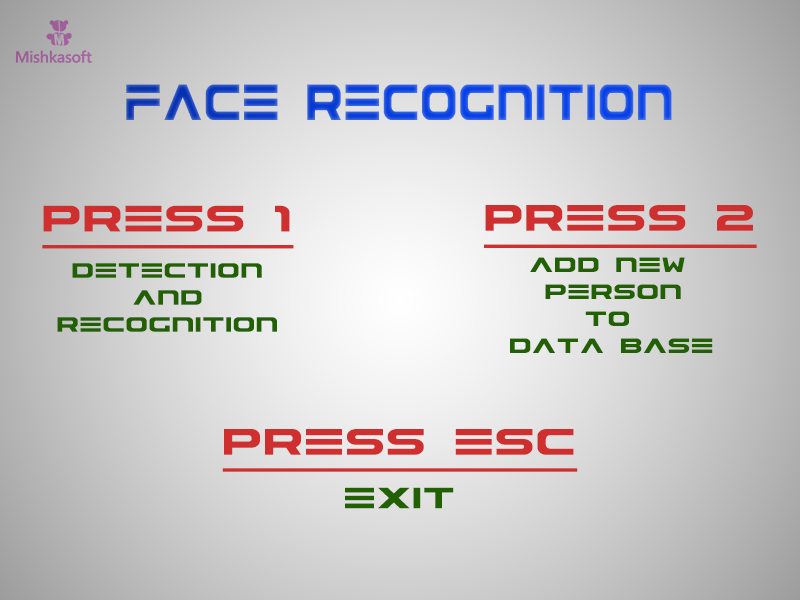 Mishkasoft
FACE RECOGNITION
PRESS 1
DETECTION
AND
RECOGNITION
PRESS 2
ADD NEW
PERSON
TO
DATA BASE
PRESS ESC
EXIT